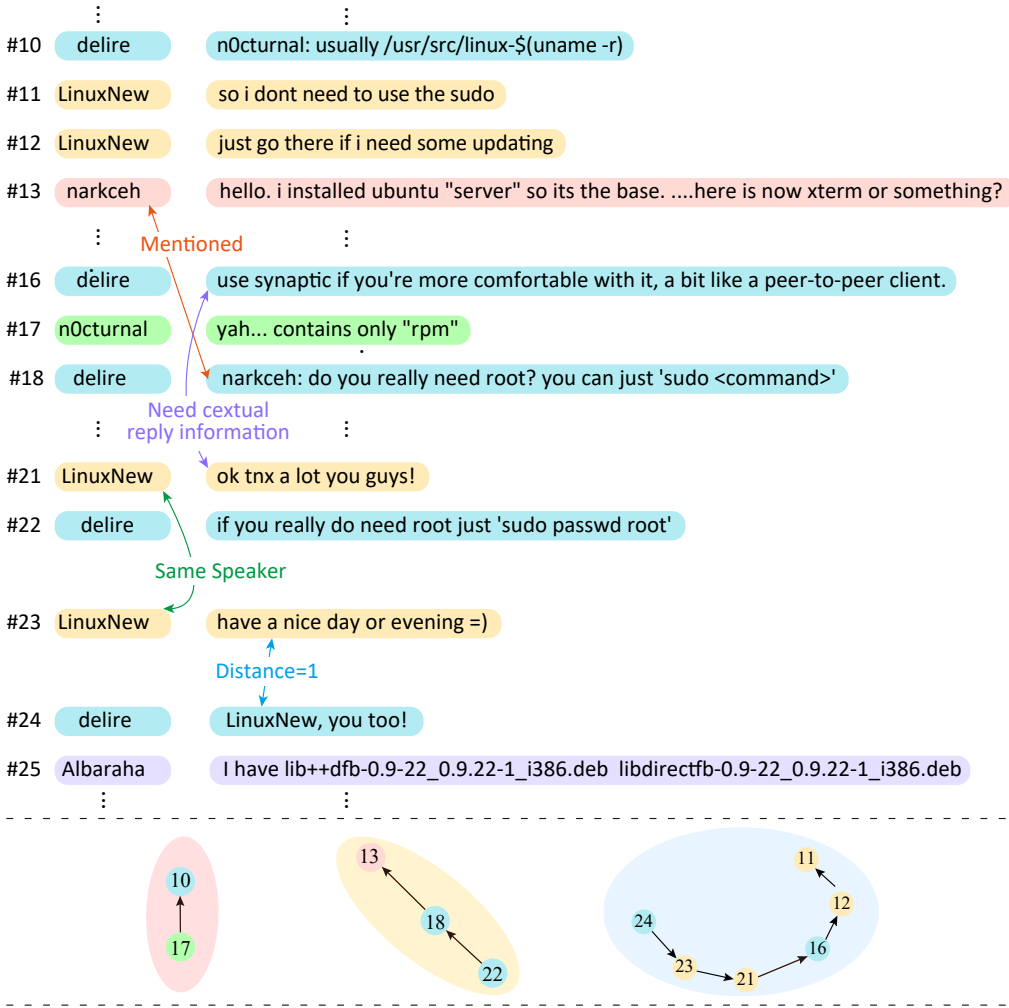 #10 delire n0cturnal: usually /usr/src/linux-$(uname -r)
#11 LinuxNew so i dont need to use the sudo
#12 LinuxNew just go there if i need some updating
#13 narkceh hello. i installed ubuntu "server" so its the base. ....here is now xterm or something?
Mentioned
#16 delire use synaptic if you're more comfortable with it, a bit like a peer-to-peer client.
#17 n0cturnal yah... contains only "rpm"
#18 delire narkceh: do you really need root? you can just 'sudo <command>'
Need cextual
reply information
#21 LinuxNew ok tnx a lot you guys!
#22 delire if you really do need root just 'sudo passwd root'
Same Speaker
#23 LinuxNew have a nice day or evening =)
Distance=1
#24 delire LinuxNew, you too!
#25 Albaraha I have lib++dfb-0.9-22_0.9.22-1_i386.deb libdirectfb-0.9-22_0.9.22-1_i386.deb
10
17
13
18
22
11
12
16
21
23
24